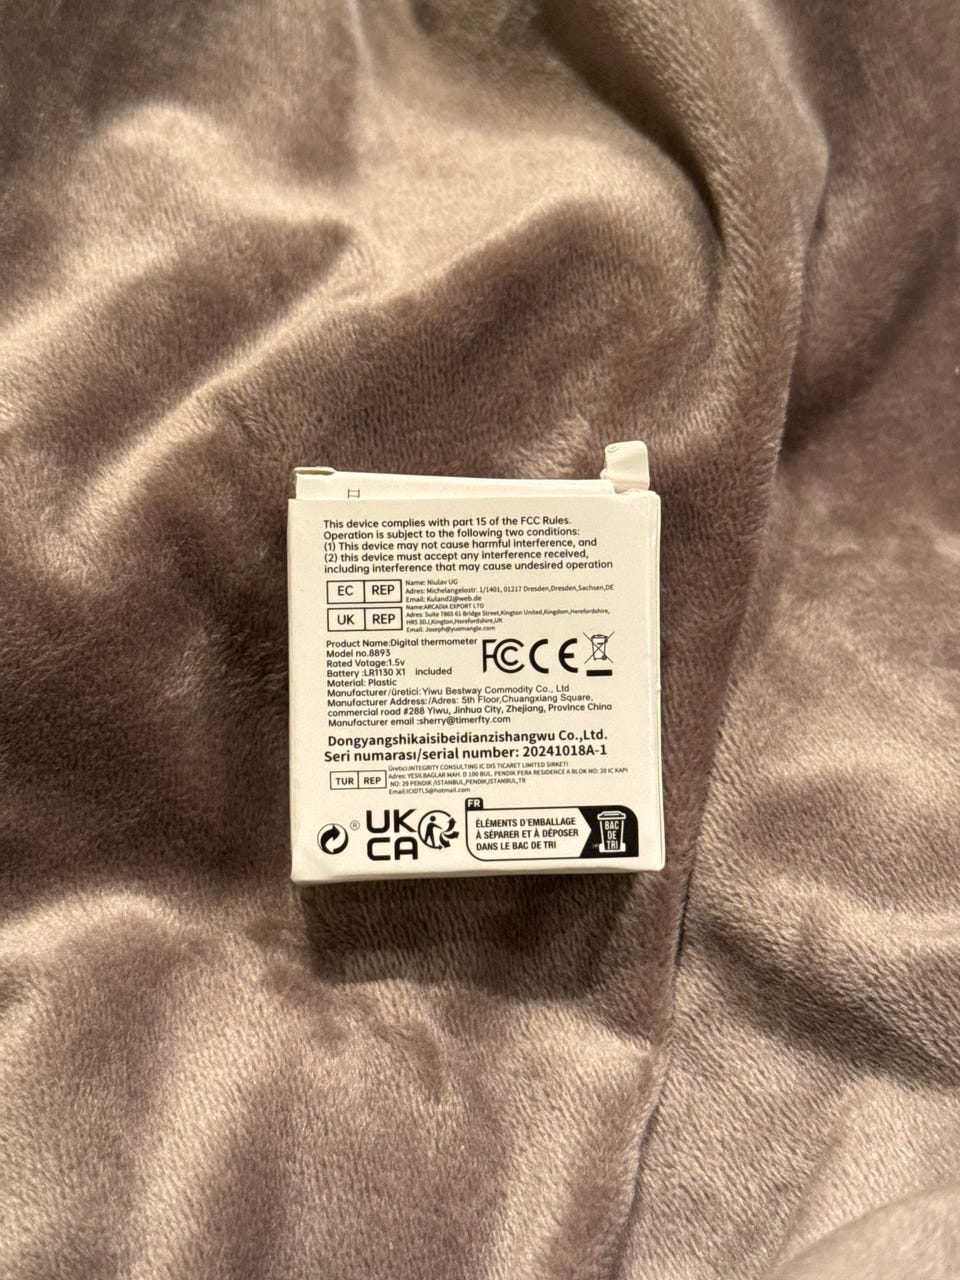 This device complies with part 15 of the FCC Rules.
Operation is subject to the following two conditions:
(1) This device may not cause harmful interference, and
(2) this device must accept any interference received,
including interference that may cause undesired operation
EC REP
Name: Niulav UG
Adres: Michelangelostr. 1/1401, 01217 Dresden,Dresden,Sachsen,DE
Email: Kuland2@web.de
UK REP
Name:ARCADIA EXPORT LTD
Adres: Suite 7865 61 Bridge Street,Kington United,Kingdom,Herefordshire,
HR5 3DJ,Kington,Herefordshire,UK
Email: Joseph@yuemangle.com
Product Name:Digital thermometer
Model no.8893
Rated Votage:1.5v
Battery :LR1130 X1 included
Material: Plastic
FC CE
Manufacturer/üretici: Yiwu Bestway Commodity Co., Ltd
Manufacturer Address:/Adres: 5th Floor,Chuangxiang Square,
commercial road #288 Yiwu, Jinhua City, Zhejiang, Province China
Manufacturer email :sherry@timerfty.com
Dongyangshikaisibeidianzishangwu Co.,Ltd.
Seri numarası/serial number: 20241018A-1
TUR REP
Üretici:INTEGRITY CONSULTING IC DIS TICARET LIMITED SIRKETI
Adres: YESILBAGLAR MAH. D 100 BUL. PENDIK PERA RESIDENCE A BLOK NO: 20 IC KAPI
NO: 29 PENDIK /ISTANBUL,PENDIK,ISTANBUL,TR
Email:ICIDTLS@hotmail.com
®
UK
CA
FR
ÉLÉMENTS D'EMBALLAGE
À SÉPARER ET À DÉPOSER
DANS LE BAC DE TRI
BAC
DE
TRI